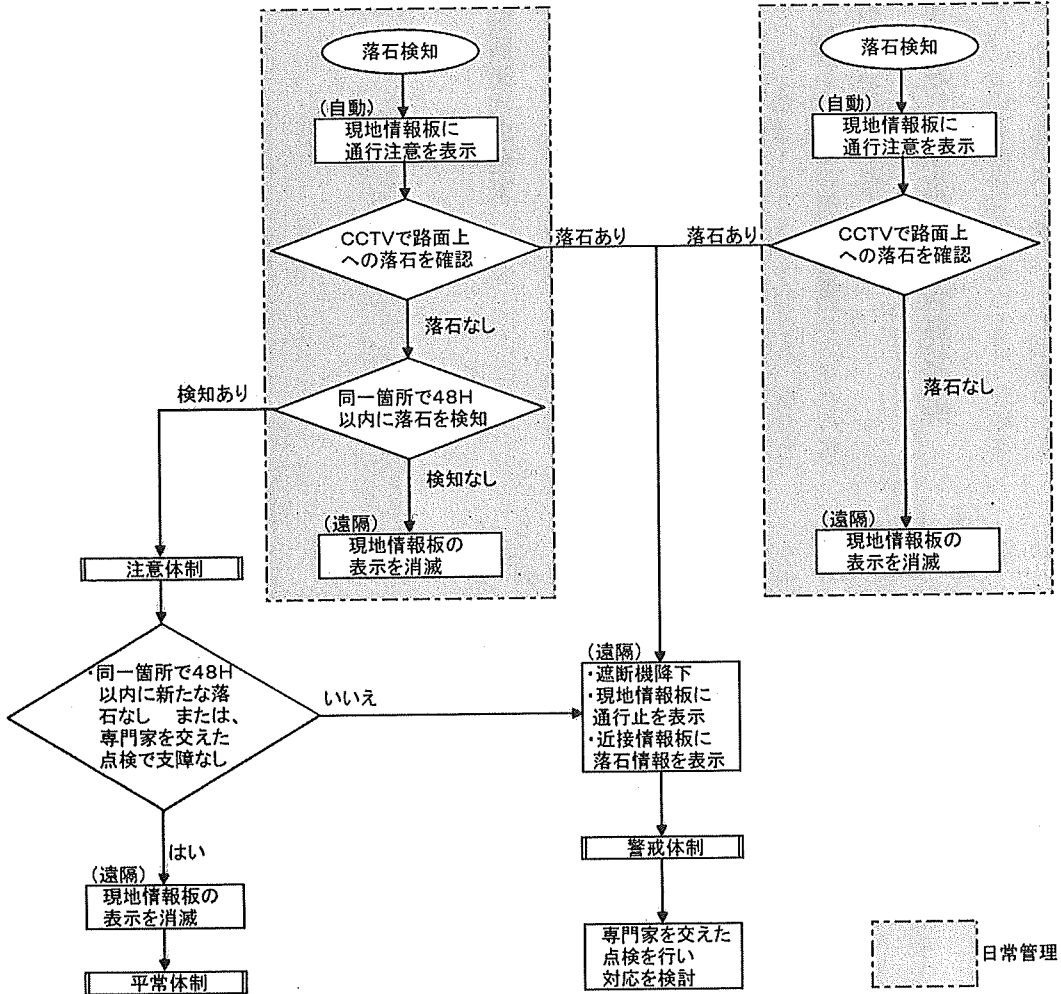 落石検知
(自動)
現地情報板に
通行注意を表示
CCTVで路面上
への落石を確認
落石あり
落石なし
同一箇所で48H
以内に落石を検知
検知あり
検知なし
(遠隔)
現地情報板の
表示を消滅
落石検知
(自動)
現地情報板に
通行注意を表示
CCTVで路面上
への落石を確認
落石あり
落石なし
(遠隔)
現地情報板の
表示を消滅
注意体制
・同一箇所で48H
以内に新たな落
石なし または、
専門家を交えた
点検で支障なし
いいえ
はい
(遠隔)
現地情報板の
表示を消滅
平常体制
(遠隔)
・遮断機降下
・現地情報板に
通行止を表示
・近接情報板に
落石情報を表示
警戒体制
専門家を交えた
点検を行い
対応を検討
日常管理